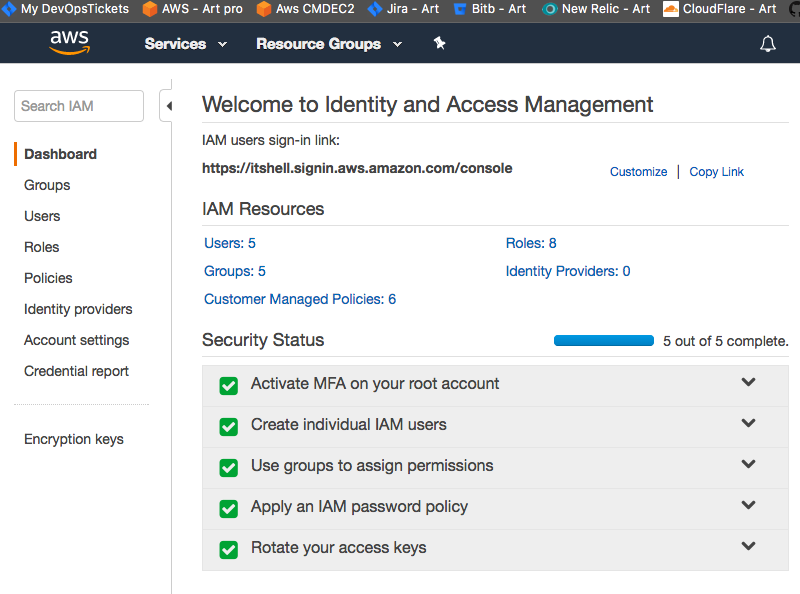 My DevOpsTickets AWS - Art pro Aws CMDEC2 Jira - Art Bitb - Art New Relic - Art CloudFlare - Art
aws Services Resource Groups
Search IAM
Dashboard
Groups
Users
Roles
Policies
Identity providers
Account settings
Credential report
Encryption keys
Welcome to Identity and Access Management
IAM users sign-in link:
https://itshell.signin.aws.amazon.com/console Customize | Copy Link
IAM Resources
Users: 5 Roles: 8
Groups: 5 Identity Providers: 0
Customer Managed Policies: 6
Security Status 5 out of 5 complete.
Activate MFA on your root account
Create individual IAM users
Use groups to assign permissions
Apply an IAM password policy
Rotate your access keys